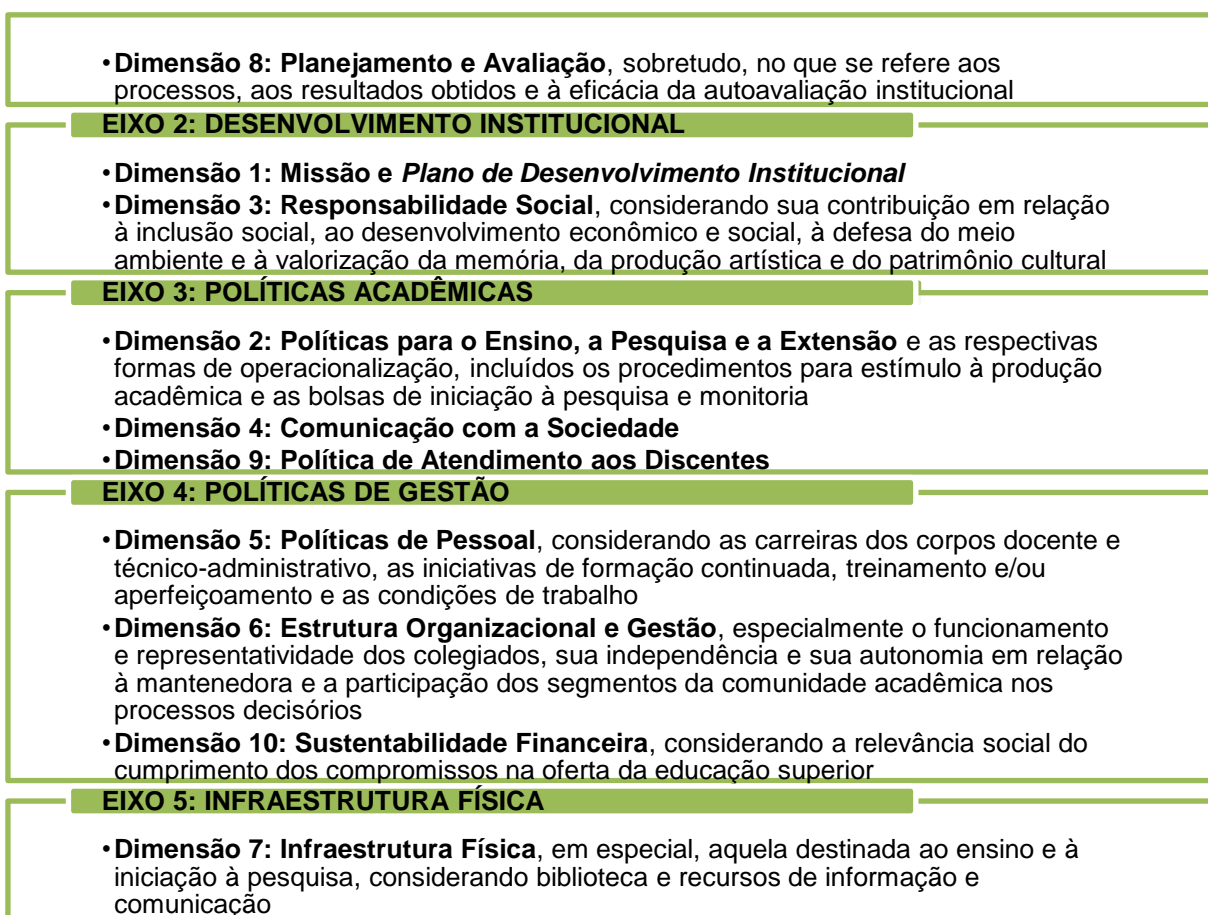 •Dimensão 8: Planejamento e Avaliação, sobretudo, no que se refere aos
processos, aos resultados obtidos e à eficácia da autoavaliação institucional
EIXO 2: DESENVOLVIMENTO INSTITUCIONAL
•Dimensão 1: Missão e Plano de Desenvolvimento Institucional
•Dimensão 3: Responsabilidade Social, considerando sua contribuição em relação
à inclusão social, ao desenvolvimento econômico e social, à defesa do meio
ambiente e à valorização da memória, da produção artística e do patrimônio cultural
EIXO 3: POLÍTICAS ACADÊMICAS
•Dimensão 2: Políticas para o Ensino, a Pesquisa e a Extensão e as respectivas
formas de operacionalização, incluídos os procedimentos para estímulo à produção
acadêmica e as bolsas de iniciação à pesquisa e monitoria
•Dimensão 4: Comunicação com a Sociedade
•Dimensão 9: Política de Atendimento aos Discentes
EIXO 4: POLÍTICAS DE GESTÃO
•Dimensão 5: Políticas de Pessoal, considerando as carreiras dos corpos docente e
técnico-administrativo, as iniciativas de formação continuada, treinamento e/ou
aperfeiçoamento e as condições de trabalho
•Dimensão 6: Estrutura Organizacional e Gestão, especialmente o funcionamento
e representatividade dos colegiados, sua independência e sua autonomia em relação
à mantenedora e a participação dos segmentos da comunidade acadêmica nos
processos decisórios
•Dimensão 10: Sustentabilidade Financeira, considerando a relevância social do
cumprimento dos compromissos na oferta da educação superior
EIXO 5: INFRAESTRUTURA FÍSICA
•Dimensão 7: Infraestrutura Física, em especial, aquela destinada ao ensino e à
iniciação à pesquisa, considerando biblioteca e recursos de informação e
comunicação